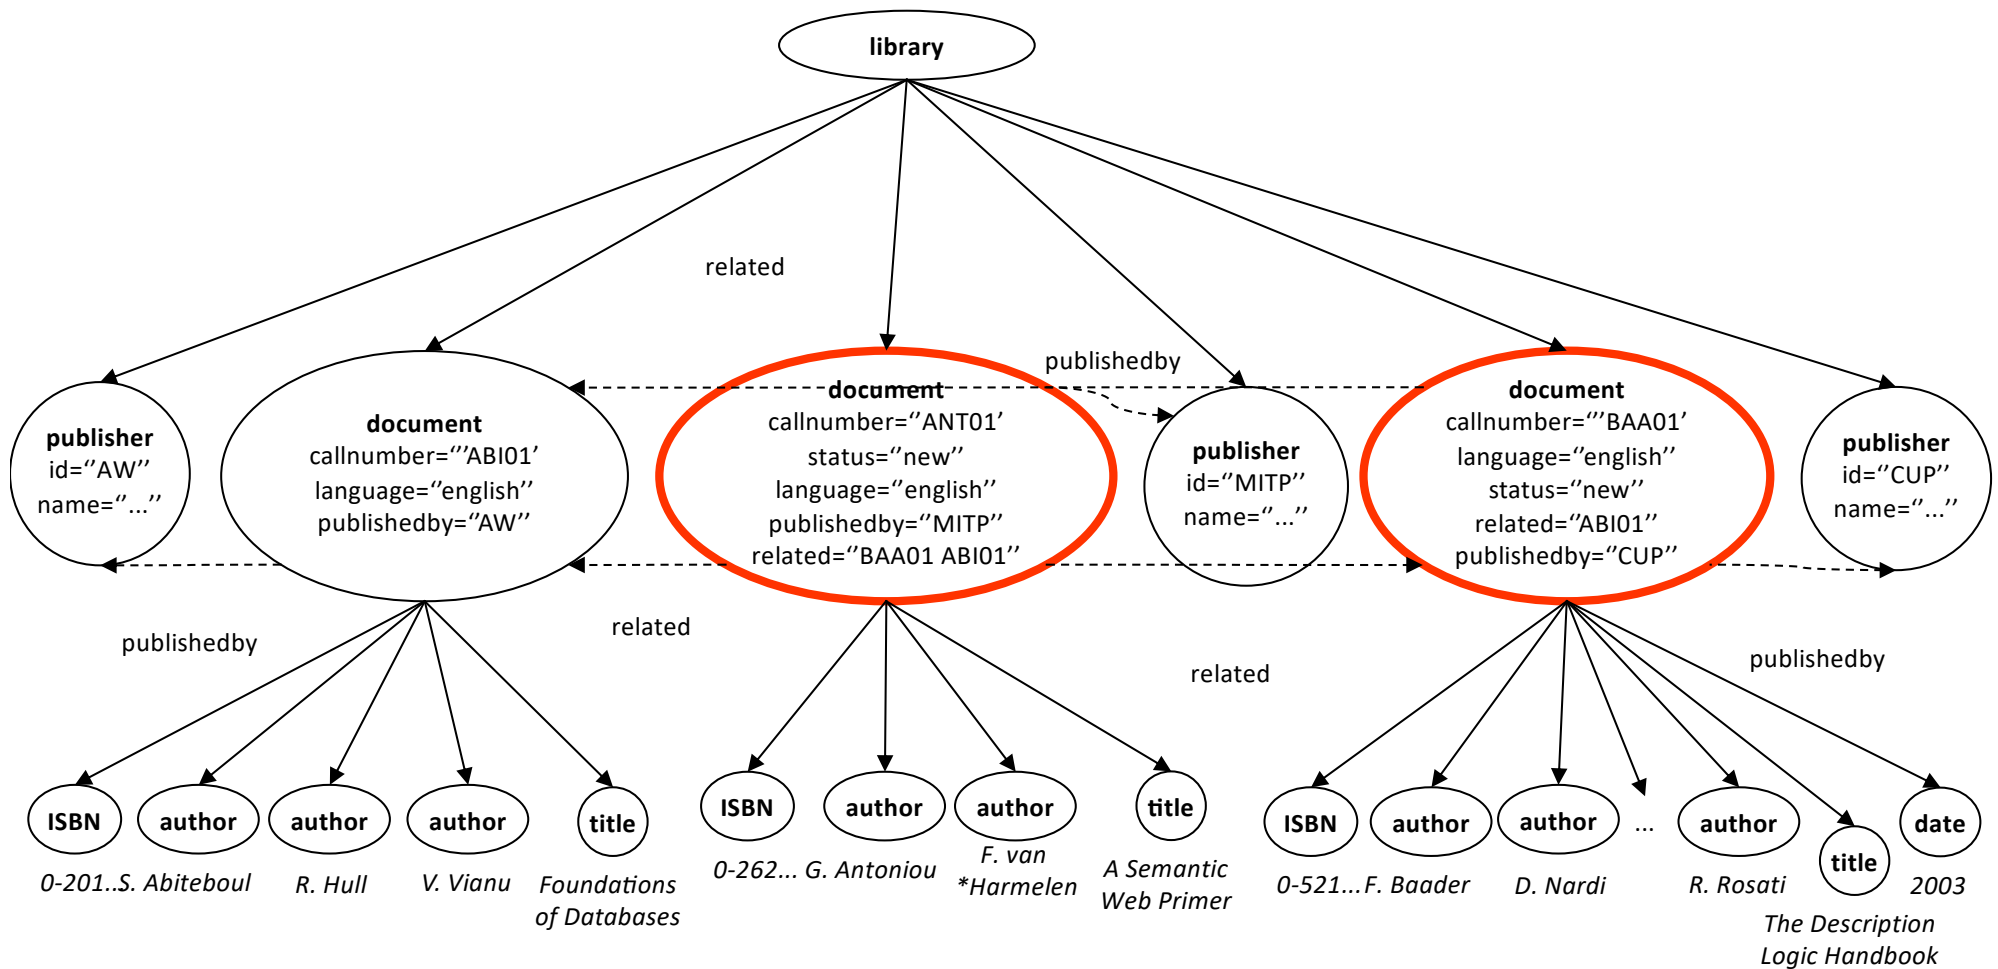 library
related
publishedby
publisher
id=‘’AW’’
name=‘’...’’
document
callnumber=‘’’ABI01’
language=‘’english’’
publishedby=‘’AW’’
document
callnumber=‘’ANT01’
status=‘’new’’
language=‘’english’’
publishedby=‘’MITP’’
related=‘’BAA01 ABI01’’
publisher
id=‘’MITP’’
name=‘’...’’
document
callnumber=‘’’BAA01’
language=‘’english’’
status=‘’new’’
related=‘’ABI01’’
publishedby=‘’CUP’’
publisher
id=‘’CUP’’
name=‘’...’’
publishedby
related
related
publishedby
ISBN
author
author
author
title
0-201...
S. Abiteboul
R. Hull
V. Vianu
Foundations
of Databases
ISBN
author
author
title
0-262...
G. Antoniou
F. van
*Harmelen
A Semantic
Web Primer
ISBN
author
author
...
author
title
date
0-521...
F. Baader
D. Nardi
R. Rosati
2003
The Description
Logic Handbook